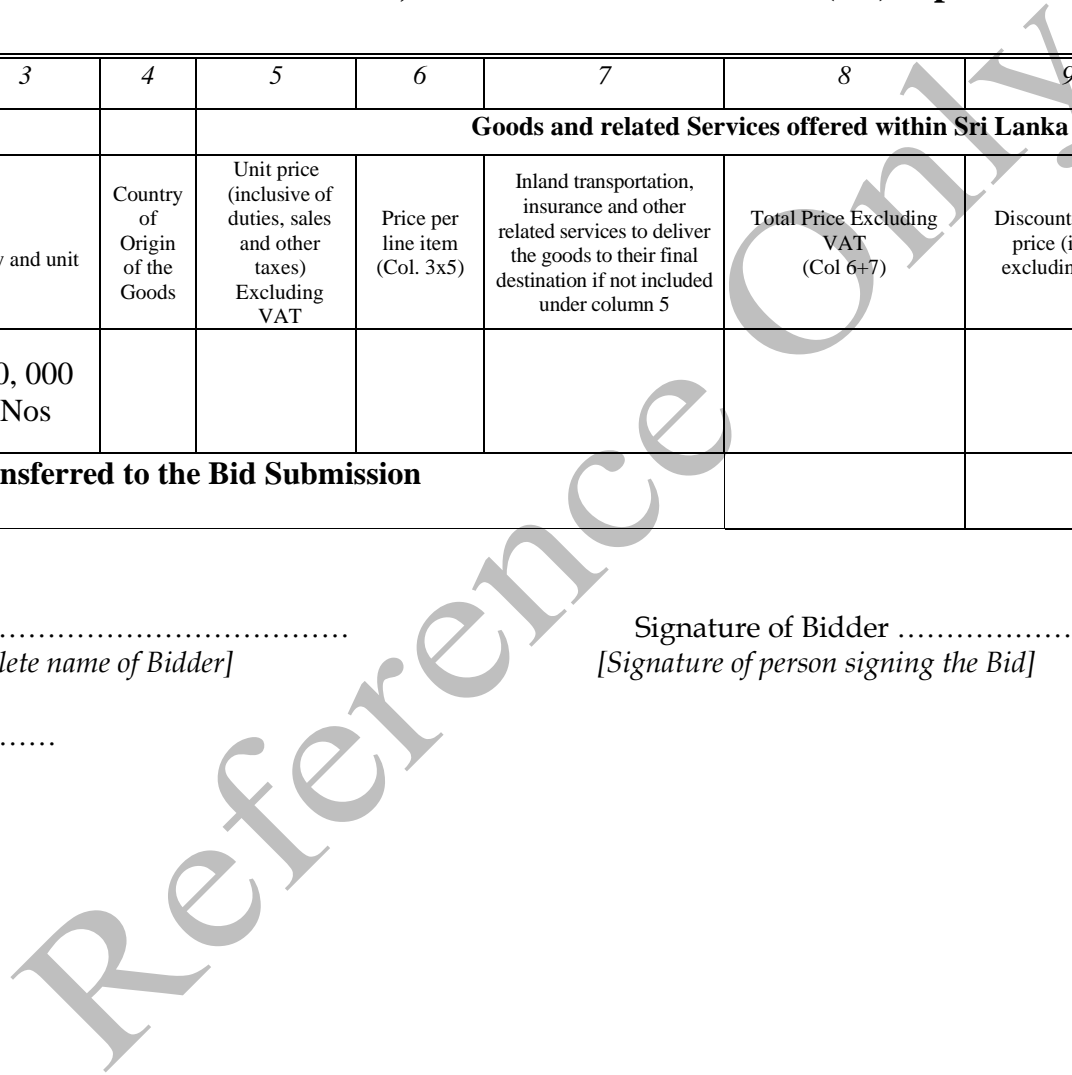 3 4 5 6 7 8 9
Goods and related Services offered within Sri Lanka
and unit
Country
of
Origin
of the
Goods
Unit price
(inclusive of
duties, sales
and other
taxes)
Excluding
VAT
Price per
line item
(Col. 3x5)
Inland transportation,
insurance and other
related services to deliver
the goods to their final
destination if not included
under column 5
Total Price Excluding
VAT
(Col 6+7)
Discount
price (i
excludin
0, 000
Nos
nsferred to the Bid Submission
…………………………………
Signature of Bidder ………………
lete name of Bidder]
[Signature of person signing the Bid]
……
Reference Only